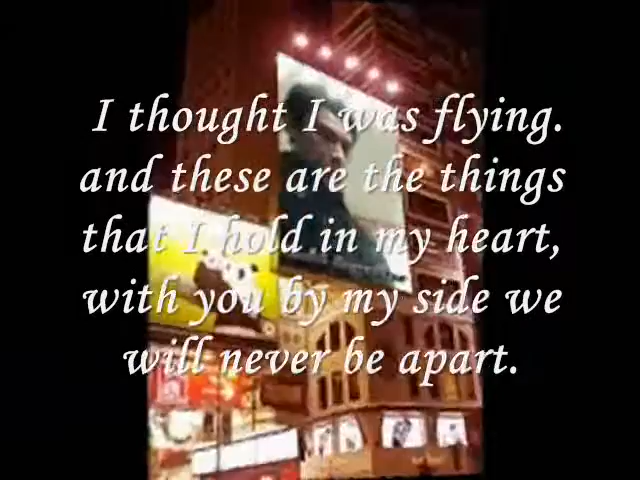 I thought I was flying.
and these are the things
that I hold in my heart,
with you by my side we
will never be apart.